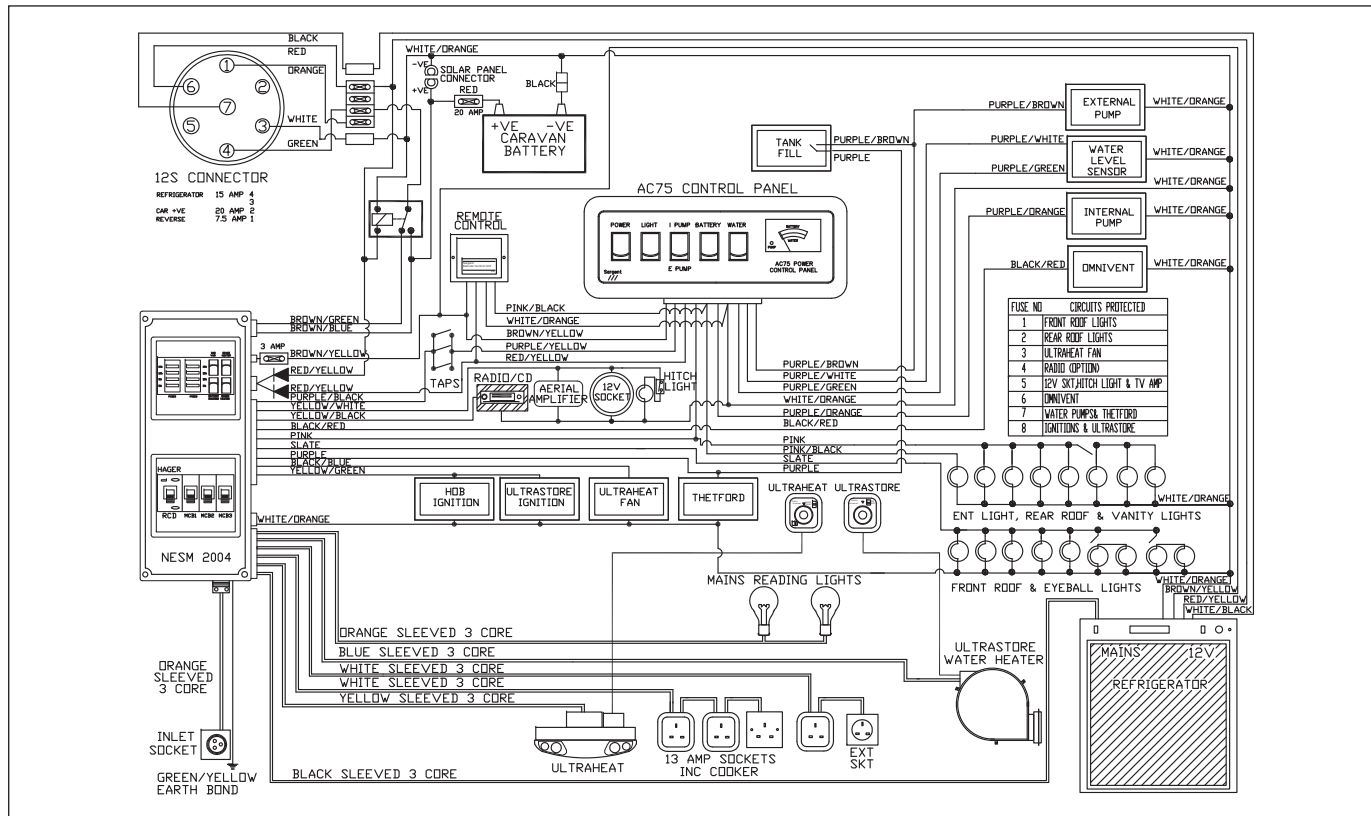 BLACK
RED
ORANGE
WHITE
GREEN
1
2
3
4
5
6
7
12S CONNECTOR
REFRIGERATOR 15 AMP 4
3
CAR +VE 20 AMP 2
REVERSE 7.5 AMP 1
WHITE/ORANGE
-VE
SOLAR PANEL
CONNECTOR
+VE
RED
20 AMP
BLACK
+VE -VE
CARAVAN
BATTERY
TANK
FILL
PURPLE/BROWN
PURPLE
PURPLE/BROWN
EXTERNAL
PUMP
WHITE/ORANGE
PURPLE/WHITE
PURPLE/GREEN
WATER
LEVEL
SENSOR
WHITE/ORANGE
WHITE/ORANGE
PURPLE/ORANGE
INTERNAL
PUMP
WHITE/ORANGE
BLACK/RED
OMNIVENT
WHITE/ORANGE
AC75 CONTROL PANEL
POWER LIGHT I PUMP BATTERY WATER
E PUMP
Sargent
BATTERY
WATER
PUMP
AC75 POWER
CONTROL PANEL
REMOTE
CONTROL
PINK/BLACK
WHITE/ORANGE
BROWN/YELLOW
PURPLE/YELLOW
RED/YELLOW
FUSE NO CIRCUITS PROTECTED
1 FRONT ROOF LIGHTS
2 REAR ROOF LIGHTS
3 ULTRAHEAT FAN
4 RADIO (OPTION)
5 12V SKT,HITCH LIGHT & TV AMP
6 OMNIVENT
7 WATER PUMPS& THETFORD
8 IGNITIONS & ULTRASTORE
BROWN/GREEN
BROWN/BLUE
3 AMP
BROWN/YELLOW
RED/YELLOW
RED/YELLOW
PURPLE/BLACK
YELLOW/WHITE
YELLOW/BLACK
BLACK/RED
PINK
SLATE
PURPLE
BLACK/BLUE
YELLOW/GREEN
WHITE/ORANGE
TAPS
RADIO/CD
AERIAL
AMPLIFIER
12V
SOCKET
HITCH
LIGHT
PURPLE/BROWN
PURPLE/WHITE
PURPLE/GREEN
WHITE/ORANGE
PURPLE/ORANGE
BLACK/RED
PINK
PINK/BLACK
SLATE
PURPLE
HAGER
RCD MCB1 MCB2 MCB3
NESM 2004
HOB
IGNITION
ULTRASTORE
IGNITION
ULTRAHEAT
FAN
THETFORD
ULTRAHEAT ULTRASTORE
WHITE/ORANGE
ENT LIGHT, REAR ROOF & VANITY LIGHTS
FRONT ROOF & EYEBALL LIGHTS
WHITE/ORANGE
BROWN/YELLOW
RED/YELLOW
WHITE/BLACK
MAINS READING LIGHTS
ORANGE SLEEVED 3 CORE
BLUE SLEEVED 3 CORE
WHITE SLEEVED 3 CORE
WHITE SLEEVED 3 CORE
YELLOW SLEEVED 3 CORE
BLACK SLEEVED 3 CORE
ORANGE
SLEEVED
3 CORE
INLET
SOCKET
GREEN/YELLOW
EARTH BOND
ULTRAHEAT
13 AMP SOCKETS
INC COOKER
EXT
SKT
ULTRASTORE
WATER HEATER
MAINS 12V
REFRIGERATOR